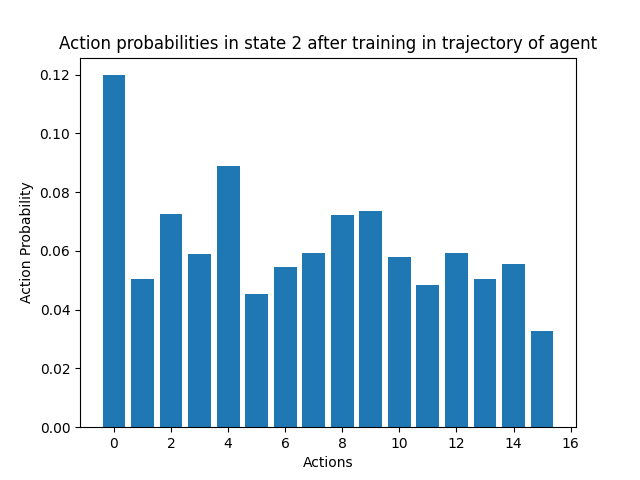 Action probabilities in state 2 after training in trajectory of agent
0.12
0.10
0.08
0.06
0.04
0.02
0.00
Action Probability
0 2 4 6 8 10 12 14 16
Actions